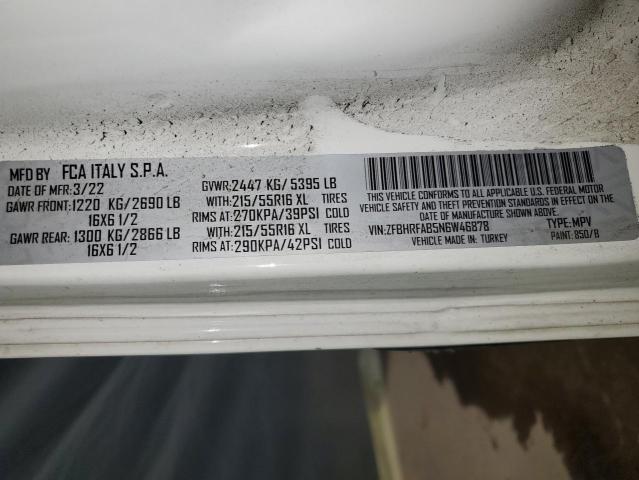 MFD BY FCA ITALY S.P.A.
DATE OF MFR: 3/22 GVWR: 2447 KG/ 5395 LB
GAWR FRONT: 1220 KG/2690 LB WITH: 215/55R16 XL TIRES
16X6 1/2 RIMS AT: 270KPA/39PSI COLD
GAWR REAR: 1300 KG/2866 LB WITH: 215/55R16 XL TIRES
16X6 1/2 RIMS AT: 290KPA/42PSI COLD
THIS VEHICLE CONFORMS TO ALL APPLICABLE U.S. FEDERAL MOTOR
VEHICLE SAFETY AND THEFT PREVENTION STANDARDS IN EFFECT ON THE
DATE OF MANUFACTURE SHOWN ABOVE.
VIN: ZFBHRFAB5N6W46878 TYPE: MPV
MADE IN: TURKEY PAINT: 850/B